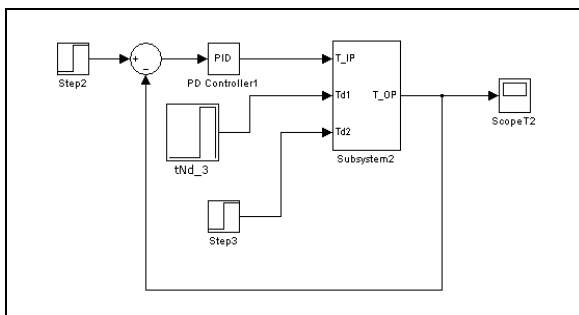 Step2
+
−
PID
PD Controller1
T_IP
Td1
T_OP
Td2
Subsystem2
ScopeT2
tNd_3
Step3